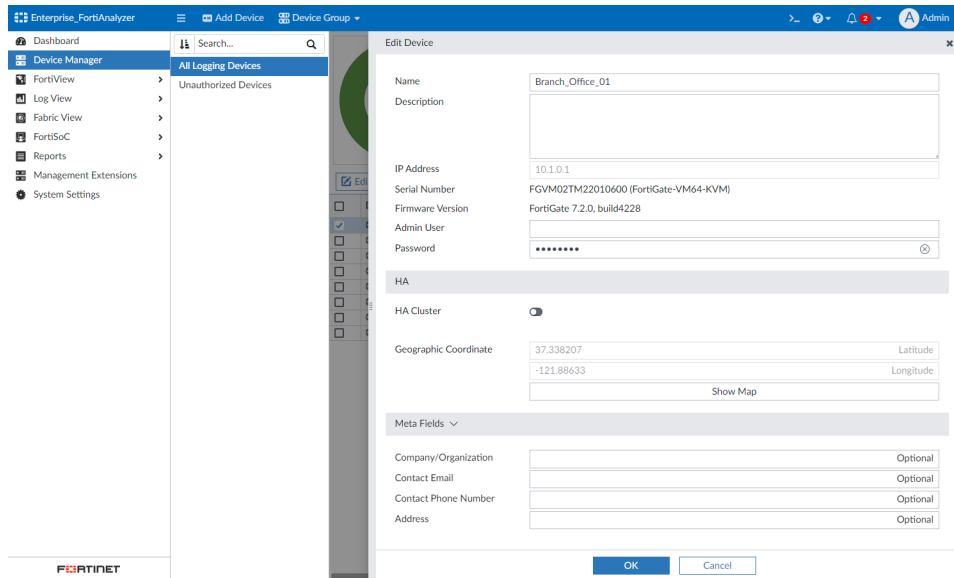 Enterprise_FortiAnalyzer
Add Device
Device Group
2
A Admin
Dashboard
Device Manager
FortiView
Log View
Fabric View
FortiSoC
Reports
Management Extensions
System Settings
FORTINET
Search...
All Logging Devices
Unauthorized Devices
Edit Device
Name
Branch_Office_01
Description
IP Address
10.1.0.1
Serial Number
FGVM02TM22010600 (FortiGate-VM64-KVM)
Firmware Version
FortiGate 7.2.0, build4228
Admin User
Password
••••••••
HA
HA Cluster
Geographic Coordinate
37.338207 Latitude
-121.88633 Longitude
Show Map
Meta Fields
Company/Organization Optional
Contact Email Optional
Contact Phone Number Optional
Address Optional
OK
Cancel